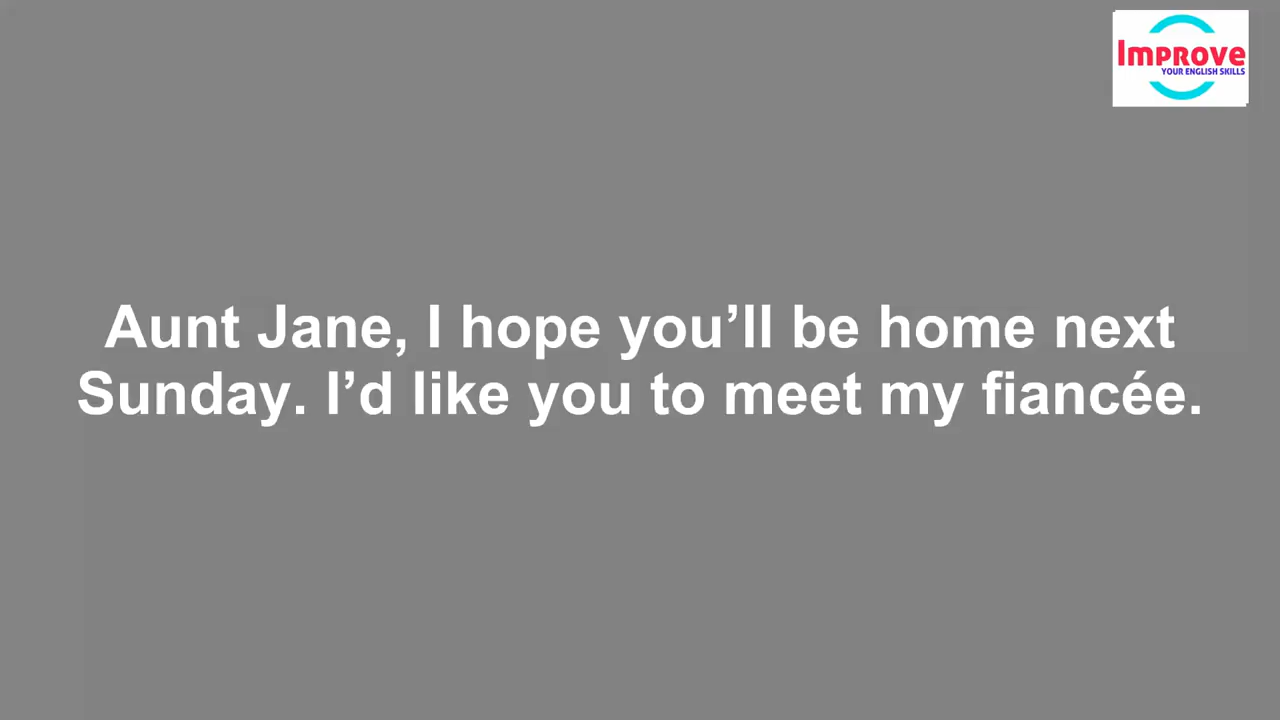 Improve
YOUR ENGLISH SKILLS
Aunt Jane, I hope you’ll be home next
Sunday. I’d like you to meet my fiancée.